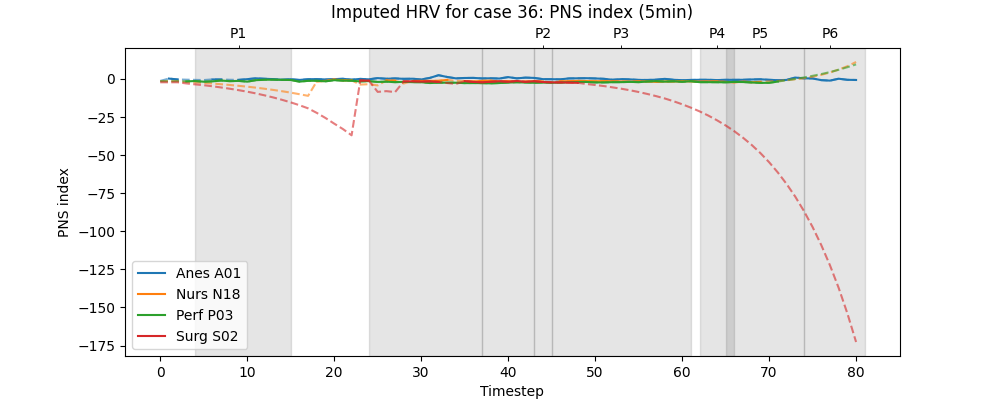 Imputed HRV for case 36: PNS index (5min)
P1 P2 P3 P4 P5 P6
PNS index
0
−25
−50
−75
−100
−125
−150
−175
Anes A01
Nurs N18
Perf P03
Surg S02
0 10 20 30 40 50 60 70 80
Timestep